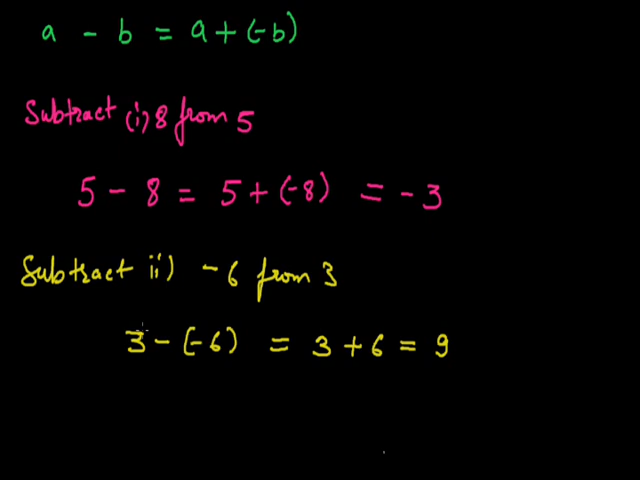 a - b = a + (-b)
Subtract (i) 8 from 5
5 - 8 = 5 + (-8) = - 3
Subtract ii) -6 from 3
3 - (-6) = 3 + 6 = 9